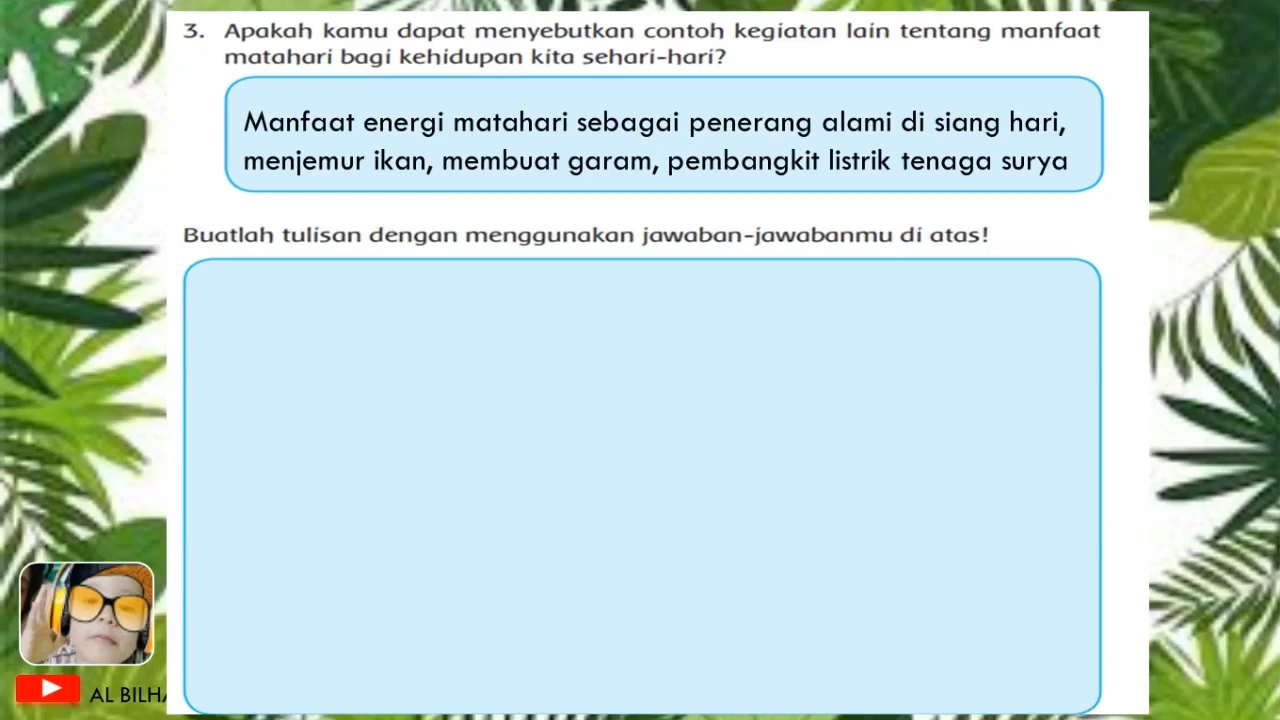 3. Apakah kamu dapat menyebutkan contoh kegiatan lain tentang manfaat
matahari bagi kehidupan kita sehari-hari?
Manfaat energi matahari sebagai penerang alami di siang hari,
menjemur ikan, membuat garam, pembangkit listrik tenaga surya
Buatlah tulisan dengan menggunakan jawaban-jawabanmu di atas!
AL BILHA